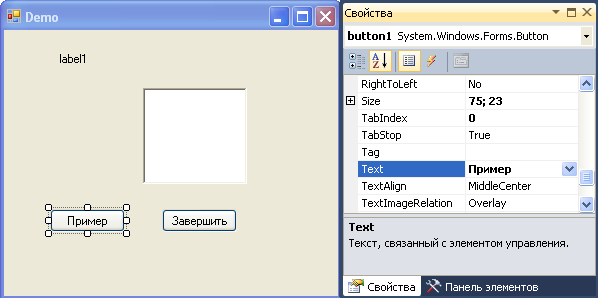 Demo
label1
Пример
Завершить
Свойства
button1 System.Windows.Forms.Button
RightToLeft No
Size 75; 23
TabIndex 0
TabStop True
Tag
Text Пример
TextAlign MiddleCenter
TextImageRelation Overlay
Text
Текст, связанный с элементом управления.
Свойства Панель элементов